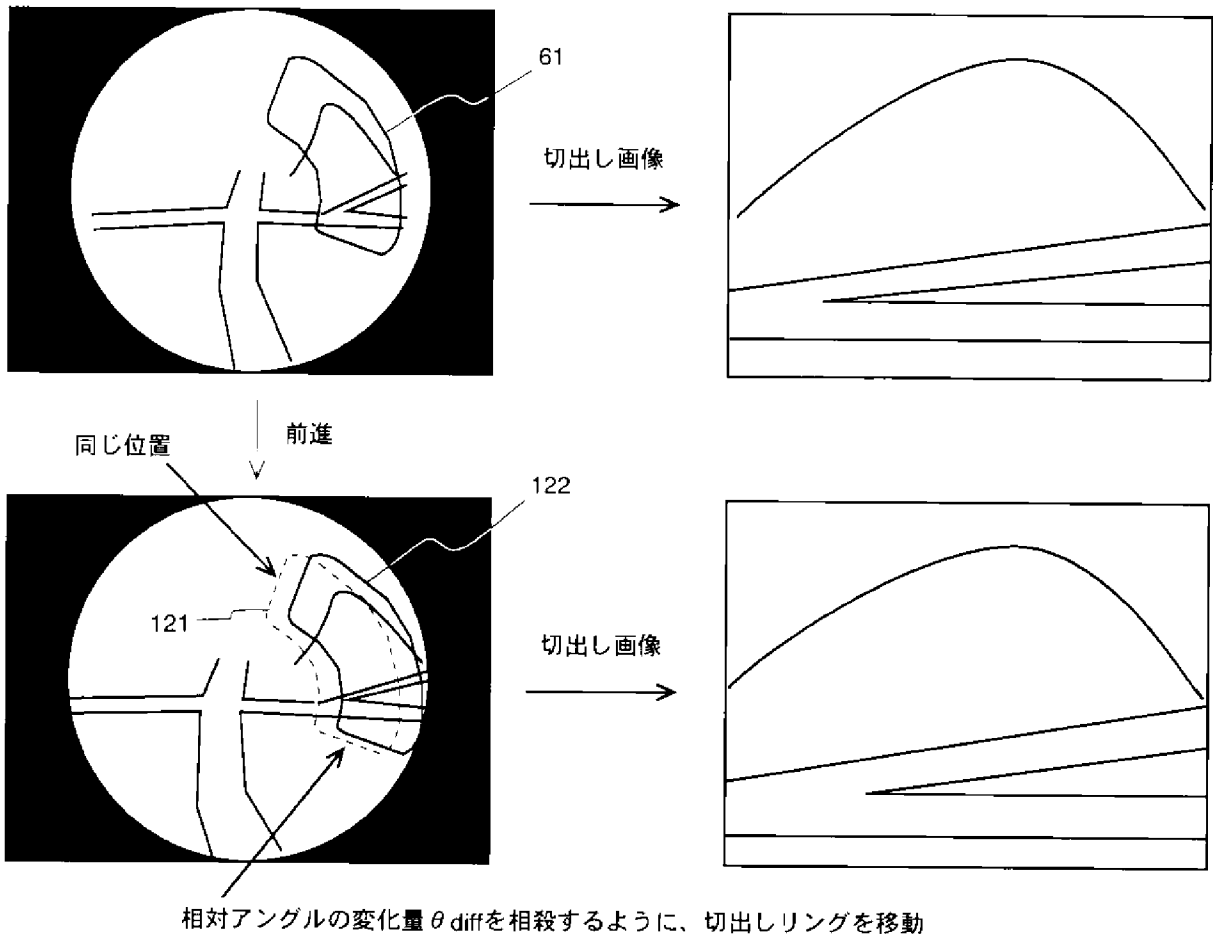 61
切出し画像
同じ位置
前進
122
121
切出し画像
相対アングルの変化量θdiffを相殺するように、切出しリングを移動